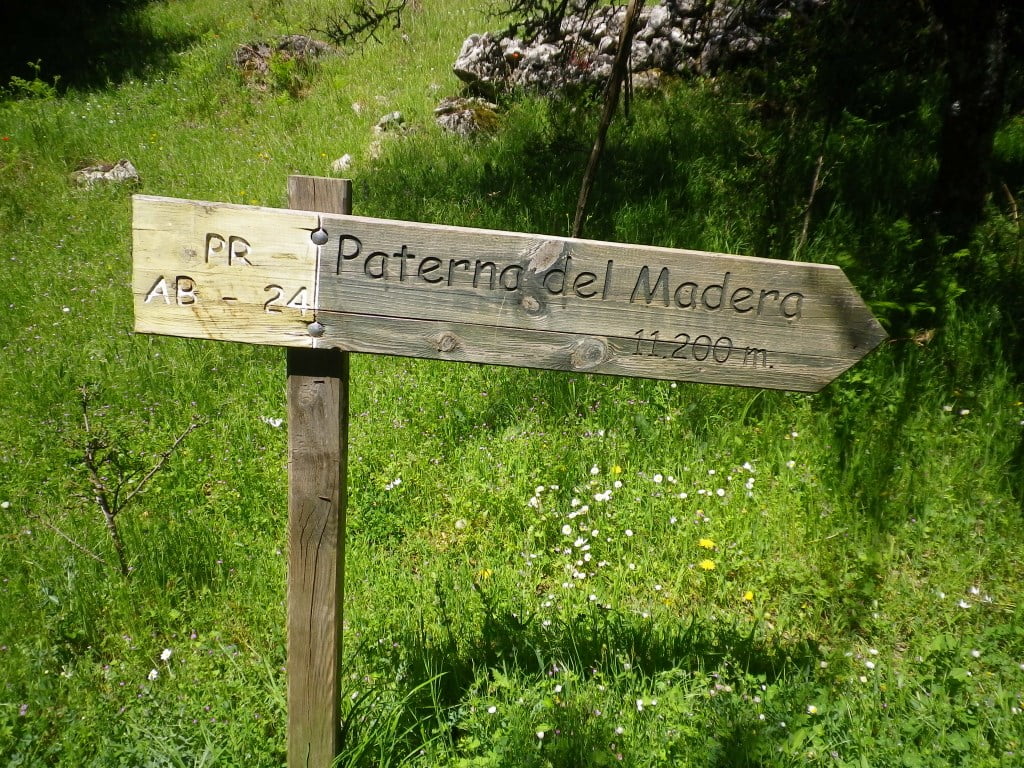 PR
AB - 24
Paterna del Madera
11.200 m.